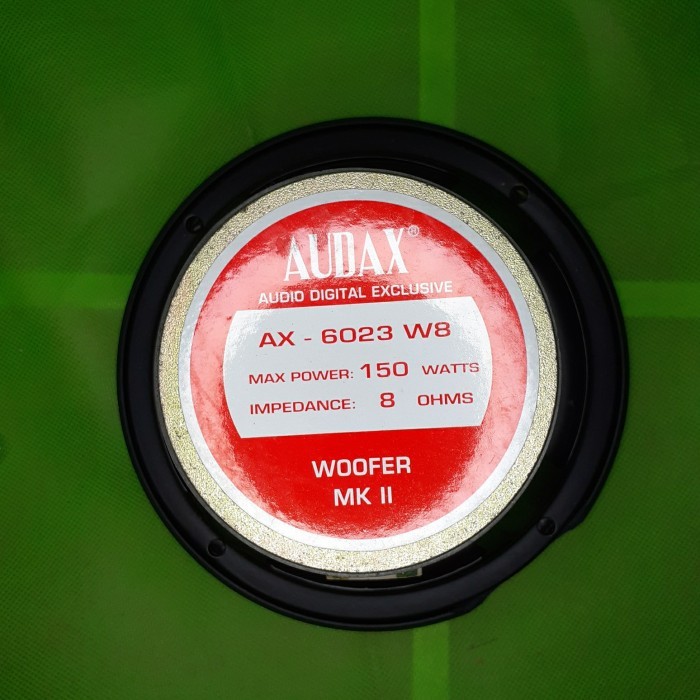 AUDAX®
AUDIO DIGITAL EXCLUSIVE
AX - 6023 W8
MAX POWER: 150 WATTS
IMPEDANCE: 8 OHMS
WOOFER
MK II